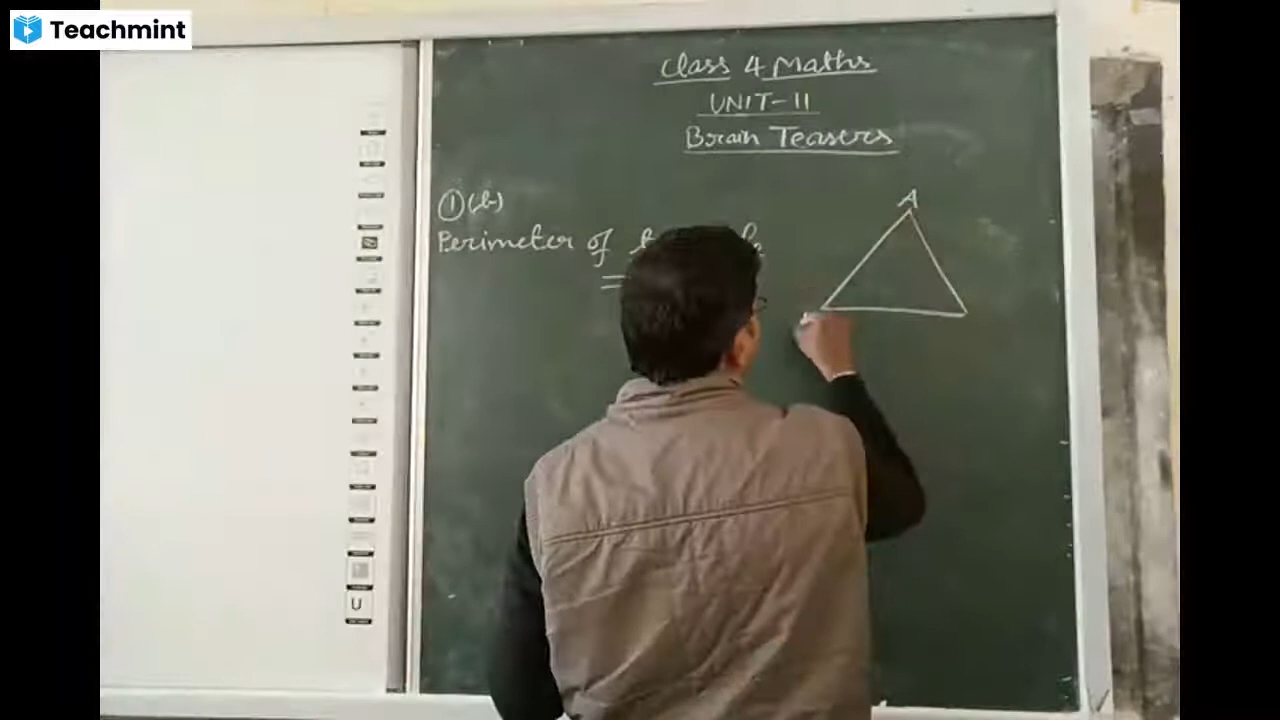 Teachmint
Class 4 Maths
UNIT-11
Brain Teasers
A
① (b)
Perimeter of
=
U